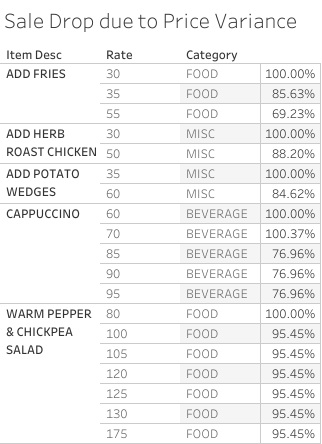 Sale Drop due to Price Variance
Item Desc Rate Category
ADD FRIES 30 FOOD 100.00%
35 FOOD 85.63%
55 FOOD 69.23%
ADD HERB 30 MISC 100.00%
ROAST CHICKEN 50 MISC 88.20%
ADD POTATO 35 MISC 100.00%
WEDGES 60 MISC 84.62%
CAPPUCCINO 60 BEVERAGE 100.00%
70 BEVERAGE 100.37%
85 BEVERAGE 76.96%
90 BEVERAGE 76.96%
95 BEVERAGE 76.96%
WARM PEPPER 80 FOOD 100.00%
& CHICKPEA 100 FOOD 95.45%
SALAD 105 FOOD 95.45%
120 FOOD 95.45%
125 FOOD 95.45%
130 FOOD 95.45%
175 FOOD 95.45%